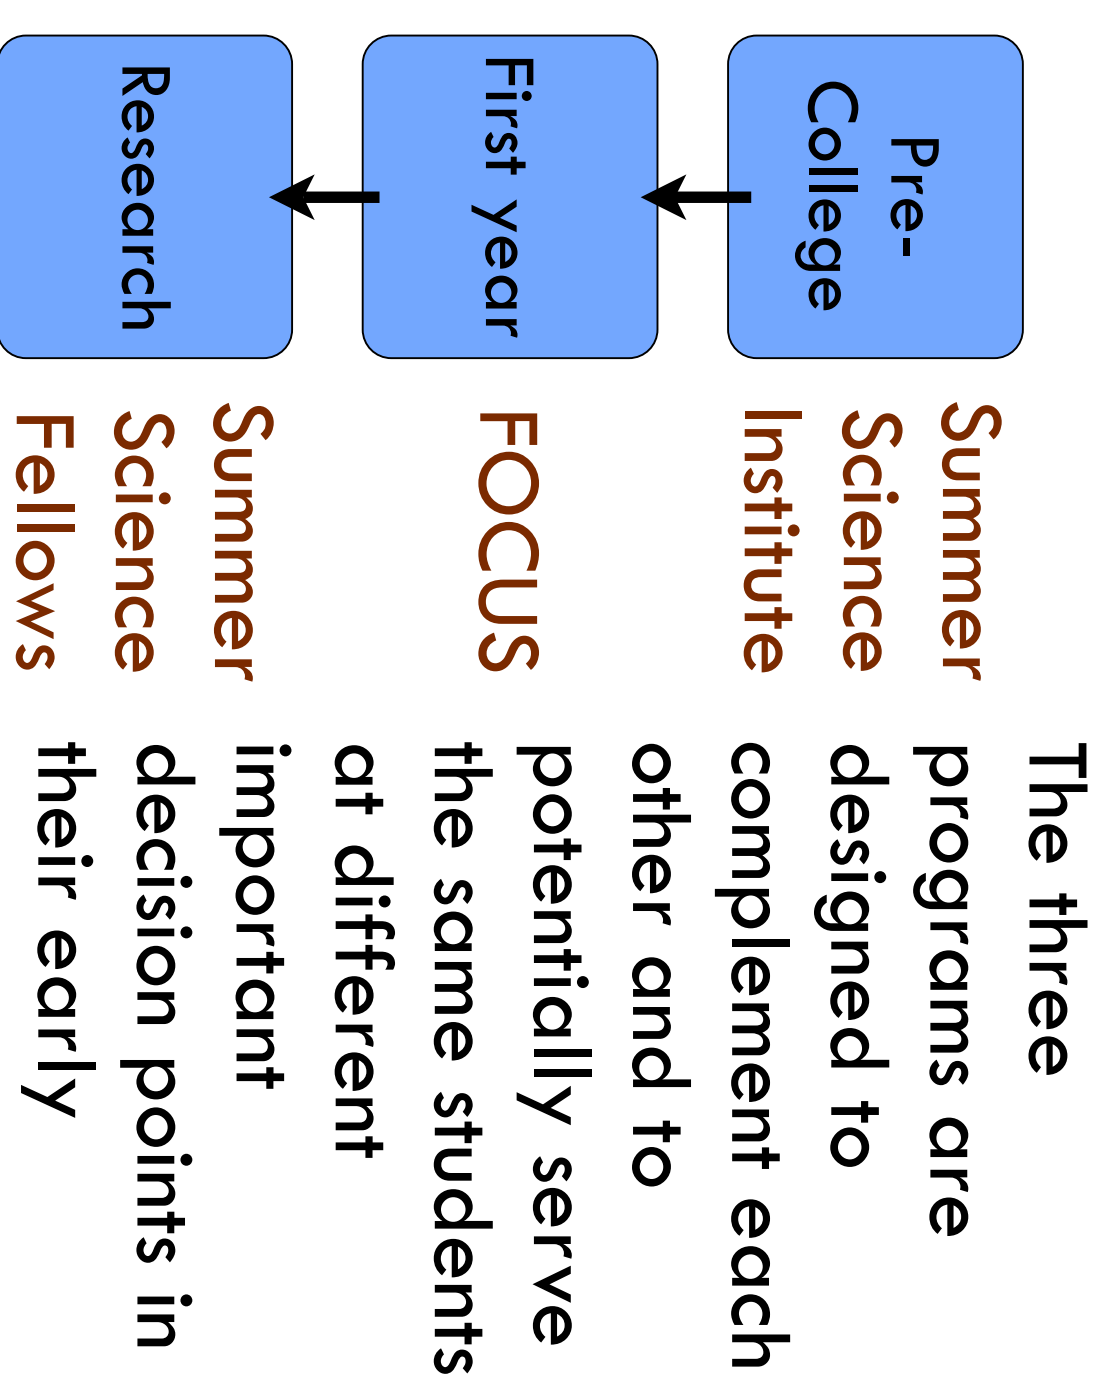 Pre-
College
First year
Research
Summer
Science
Institute
FOCUS
Summer
Science
Fellows
The three
programs are
designed to
complement each
other and to
potentially serve
the same students
at different
important
decision points in
their early